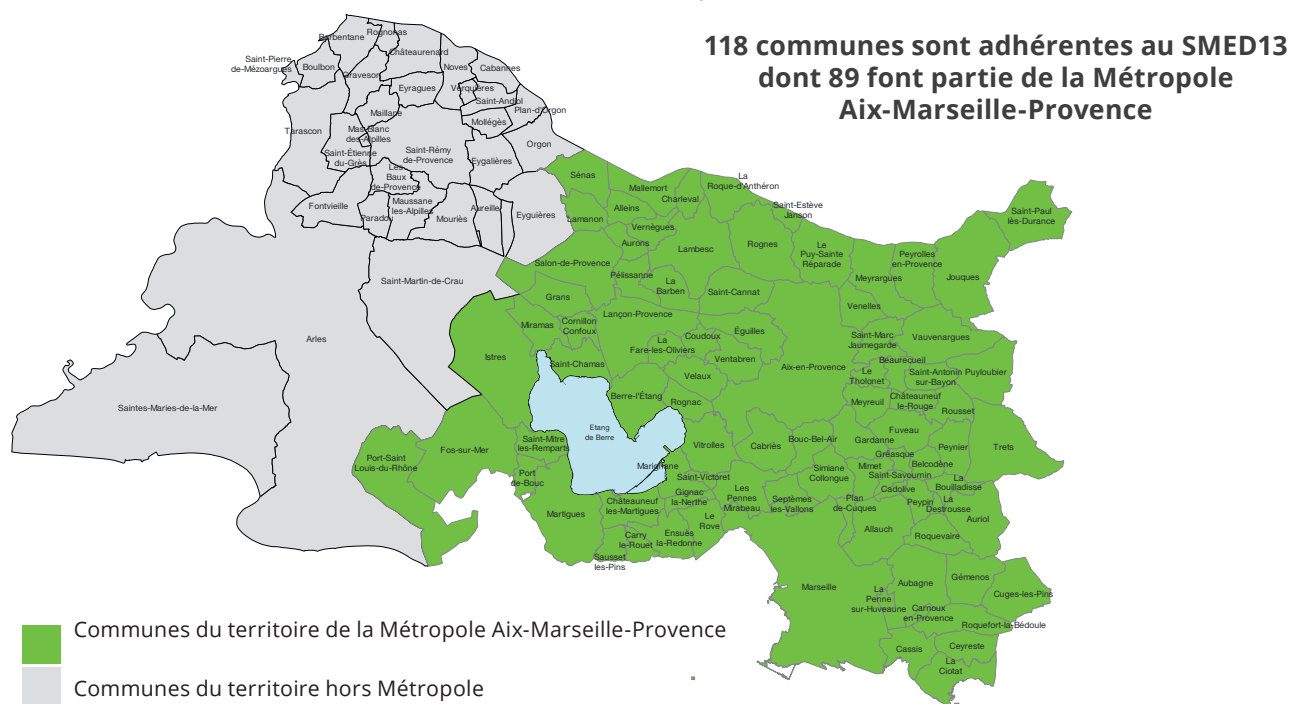 118 communes sont adhérentes au SMED13
dont 89 font partie de la Métropole
Aix-Marseille-Provence
Barbentane
Rognonas
Châteaurenard
Saint-Pierre
de-Mézoargues
Boulbon
Graveson
Noves
Cabannes
Eyragues
Verquières
Saint-Andiol
Plan-d'Orgon
Maillane
Mollégès
Tarascon
Mas-Blanc
des-Alpilles
Orgon
Saint-Étienne
du-Grès
Saint-Rémy
de-Provence
Eygalières
Les
Baux
de-Provence
Fontvieille
Paradou
Maussane
les-Alpilles
Mouriès
Aureille
Eyguières
Sénas
Mallemort
Charleval
La
Roque-d'Anthéron
Saint-Estève
Janson
Saint-Paul
lès-Durance
Lamanon
Alleins
Vernègues
Aurons
Lambesc
Rognes
Le
Puy-Sainte
Réparade
Peyrolles
en-Provence
Meyrargues
Jouques
Salon-de-Provence
Pélissanne
La
Barben
Saint-Cannat
Venelles
Saint-Martin-de-Crau
Grans
Lançon-Provence
Miramas
Cornillon
Confoux
La
Fare-les-Oliviers
Coudoux
Éguilles
Saint-Marc
Jaumegarde
Vauvenargues
Arles
Istres
Saint-Chamas
Ventabren
Velaux
Aix-en-Provence
Beaurecueil
Le
Tholonet
Saint-Antonin
sur-Bayon
Puyloubier
Saintes-Maries-de-la-Mer
Berre-l'Étang
Rognac
Meyreuil
Châteauneuf
le-Rouge
Rousset
Etang
de Berre
Port-Saint
Louis-du-Rhône
Fos-sur-Mer
Saint-Mitre
les-Remparts
Vitrolles
Cabriès
Bouc-Bel-Air
Gardanne
Fuveau
Gréasque
Peynier
Trets
Port
de-Bouc
Marignane
Saint-Victoret
Simiane
Collongue
Mimet
Saint-Savournin
Belcodène
La
Bouilladisse
Martigues
Châteauneuf
les-Martigues
Gignac
la-Nerthe
Les
Pennes
Mirabeau
Septèmes
les-Vallons
Plan
de-Cuques
Cadolive
Peypin
La
Destrousse
Auriol
Carry
le-Rouet
Ensuès
la-Redonne
Le
Rove
Allauch
Roquevaire
Sausset
les-Pins
Marseille
La
Penne
sur-Huveaune
Aubagne
Gémenos
Cuges-les-Pins
Carnoux
en-Provence
Roquefort-la-Bédoule
Cassis
Ceyreste
La
Ciotat
Communes du territoire de la Métropole Aix-Marseille-Provence
Communes du territoire hors Métropole